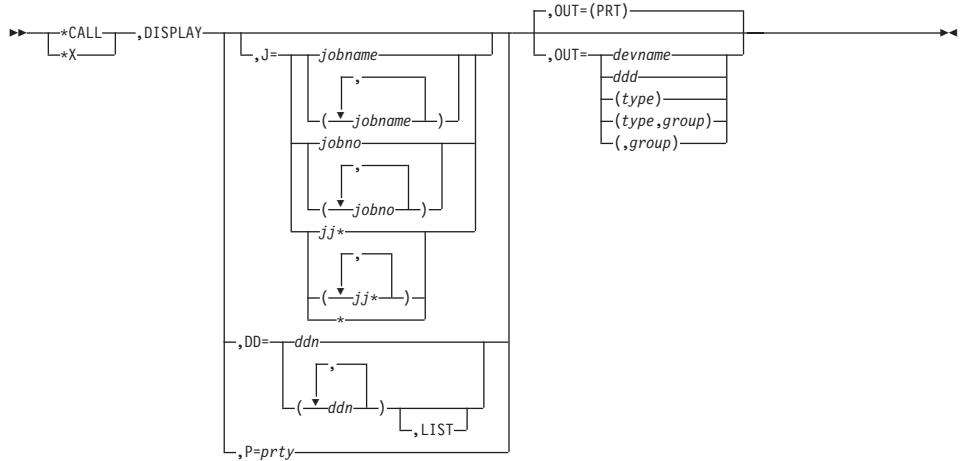 ,OUT=(PRT)
*CALL ,DISPLAY
*X ,J= jobname ,OUT= devname
, ddd
( jobname ) (type)
jobno (type,group)
, (,group)
( jobno )
jj*
,
( jj* )
*
,DD= ddn
,
( ddn )
,LIST
,P=prty